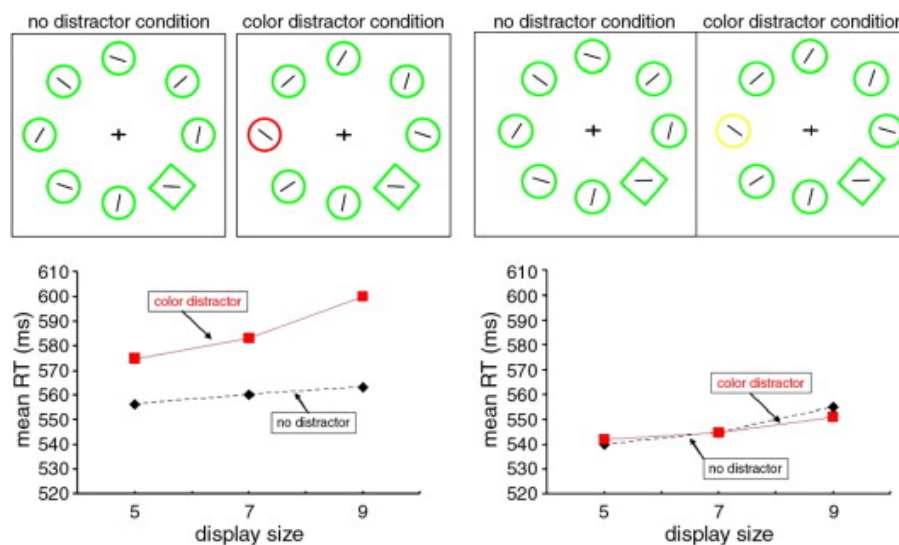 no distractor condition
color distractor condition
no distractor condition
color distractor condition
610
600
590
580
570
560
550
540
530
520
mean RT (ms)
color distractor
no distractor
5
7
9
display size
610
600
590
580
570
560
550
540
530
520
mean RT (ms)
color distractor
no distractor
5
7
9
display size